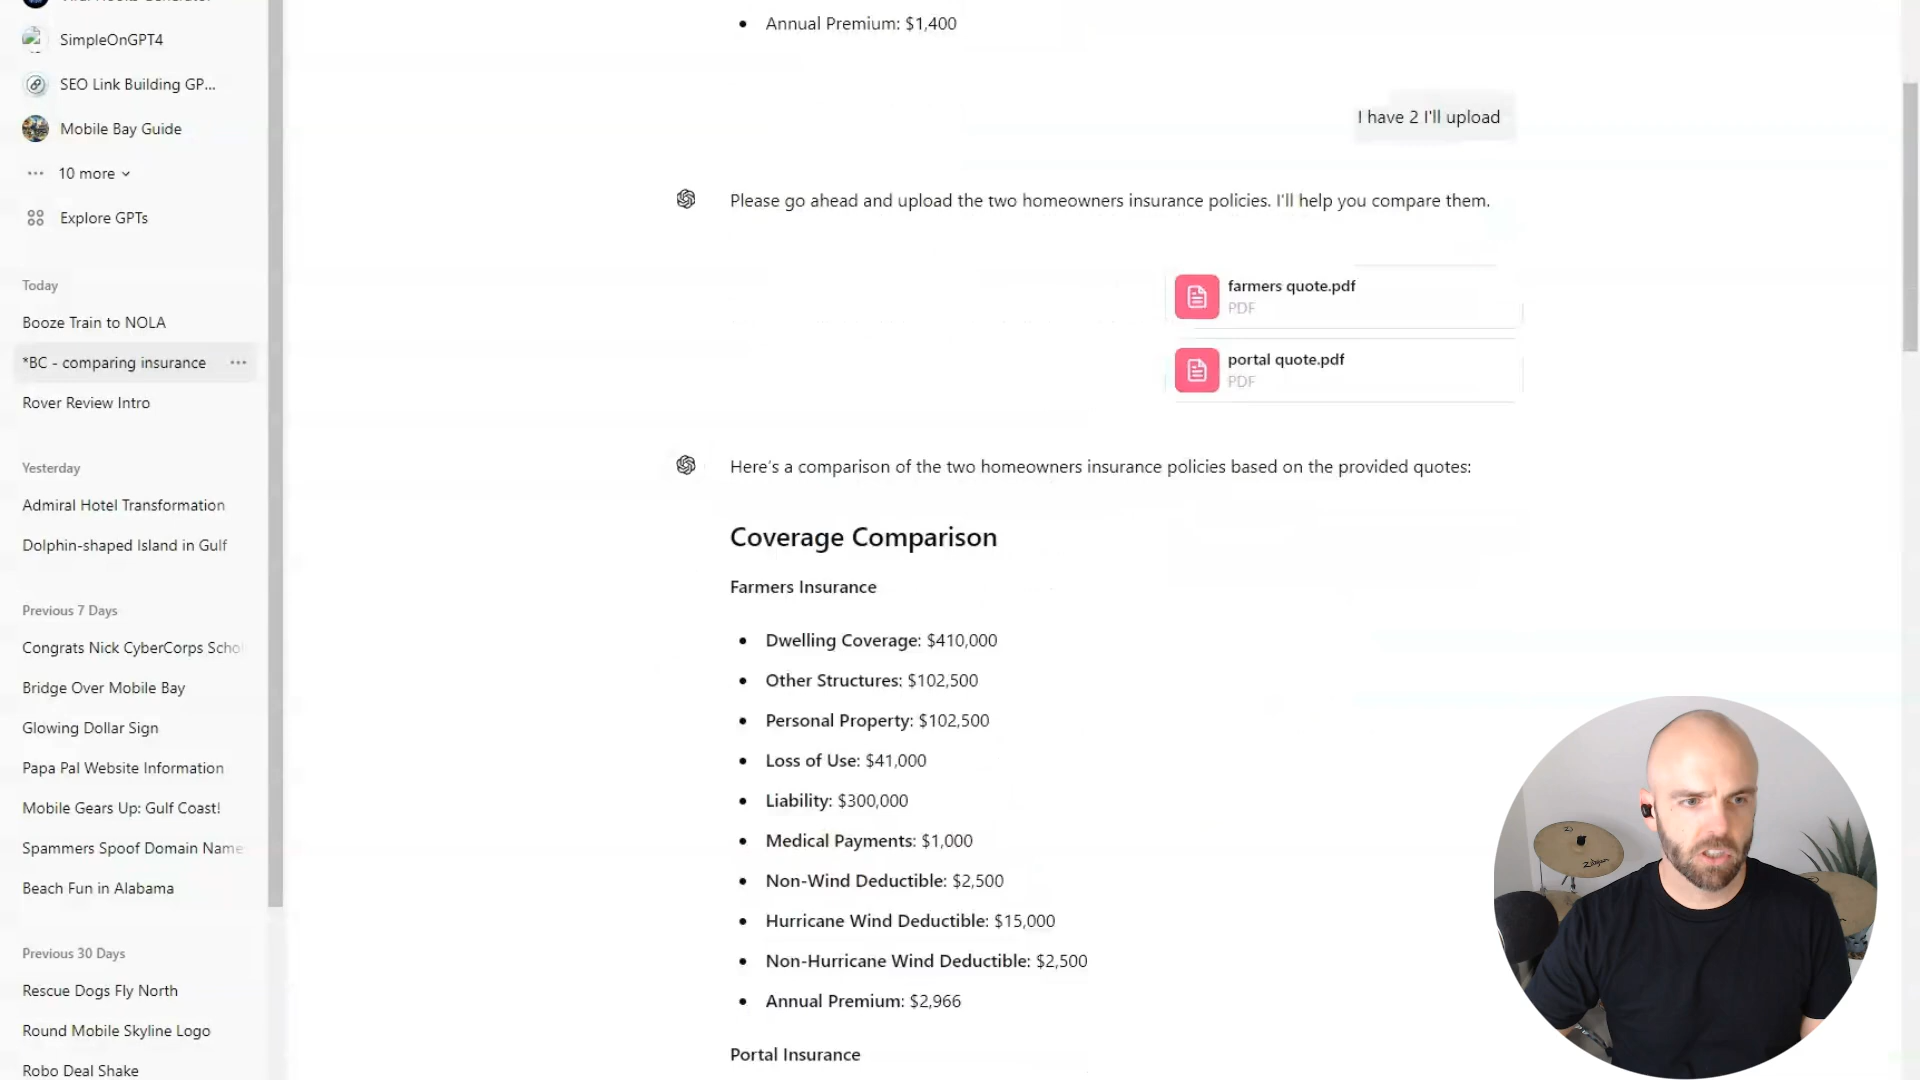 SimpleOnGPT4
SEO Link Building GP...
Mobile Bay Guide
10 more
Explore GPTs
Today
Booze Train to NOLA
*BC - comparing insurance
Rover Review Intro
Yesterday
Admiral Hotel Transformation
Dolphin-shaped Island in Gulf
Previous 7 Days
Congrats Nick CyberCorps Schol
Bridge Over Mobile Bay
Glowing Dollar Sign
Papa Pal Website Information
Mobile Gears Up: Gulf Coast!
Spammers Spoof Domain Name
Beach Fun in Alabama
Previous 30 Days
Rescue Dogs Fly North
Round Mobile Skyline Logo
Robo Deal Shake
Annual Premium: $1,400
I have 2 I'll upload
Please go ahead and upload the two homeowners insurance policies. I'll help you compare them.
farmers quote.pdf
PDF
portal quote.pdf
PDF
Here's a comparison of the two homeowners insurance policies based on the provided quotes:
Coverage Comparison
Farmers Insurance
Dwelling Coverage: $410,000
Other Structures: $102,500
Personal Property: $102,500
Loss of Use: $41,000
Liability: $300,000
Medical Payments: $1,000
Non-Wind Deductible: $2,500
Hurricane Wind Deductible: $15,000
Non-Hurricane Wind Deductible: $2,500
Annual Premium: $2,966
Portal Insurance
Zildjian